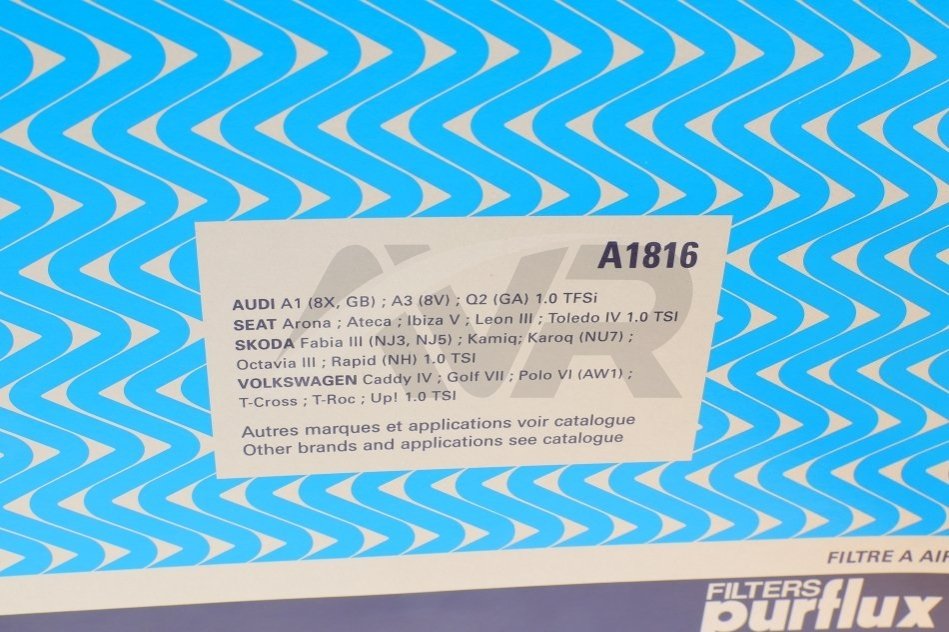 A1816
AUDI A1 (8X, GB) ; A3 (8V) ; Q2 (GA) 1.0 TFSi
SEAT Arona ; Ateca ; Ibiza V ; Leon III ; Toledo IV 1.0 TSI
SKODA Fabia III (NJ3, NJ5) ; Kamiq; Karoq (NU7) ;
Octavia III ; Rapid (NH) 1.0 TSI
VOLKSWAGEN Caddy IV ; Golf VII ; Polo VI (AW1) ;
T-Cross ; T-Roc ; Up! 1.0 TSI
Autres marques et applications voir catalogue
Other brands and applications see catalogue
AVR
FILTRE A AIR
FILTERS
purflux